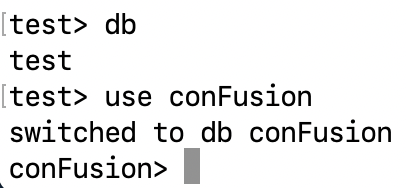 [test> db
test
[test> use conFusion
switched to db conFusion
conFusion>